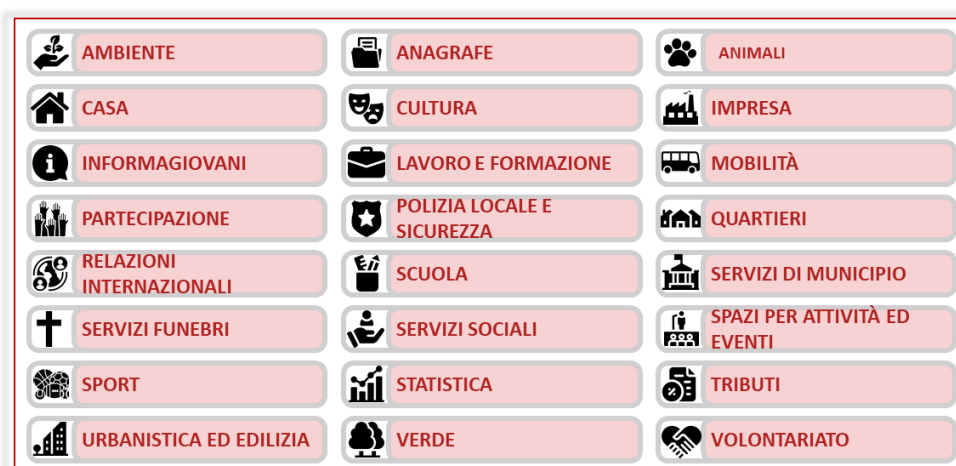 AMBIENTE
ANAGRAFE
ANIMALI
CASA
CULTURA
IMPRESA
INFORMAGIOVANI
LAVORO E FORMAZIONE
MOBILITÀ
PARTECIPAZIONE
POLIZIA LOCALE E
SICUREZZA
QUARTIERI
RELAZIONI
INTERNAZIONALI
SCUOLA
SERVIZI DI MUNICIPIO
SERVIZI FUNEBRI
SERVIZI SOCIALI
SPAZI PER ATTIVITÀ ED
EVENTI
SPORT
STATISTICA
TRIBUTI
URBANISTICA ED EDILIZIA
VERDE
VOLONTARIATO